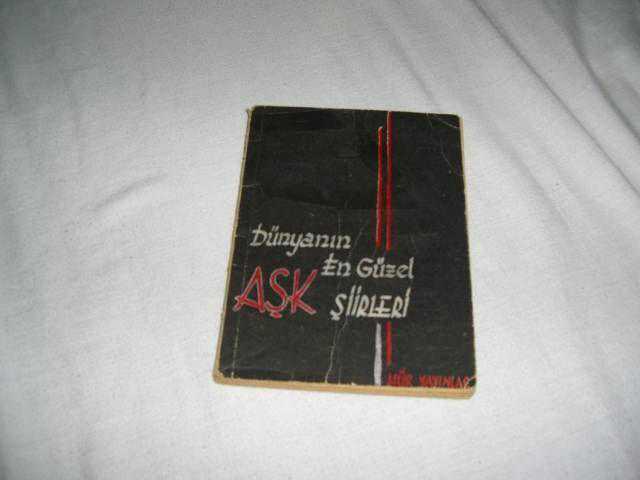 Dünyanın
En Güzel
AŞK ŞiiRLERİ